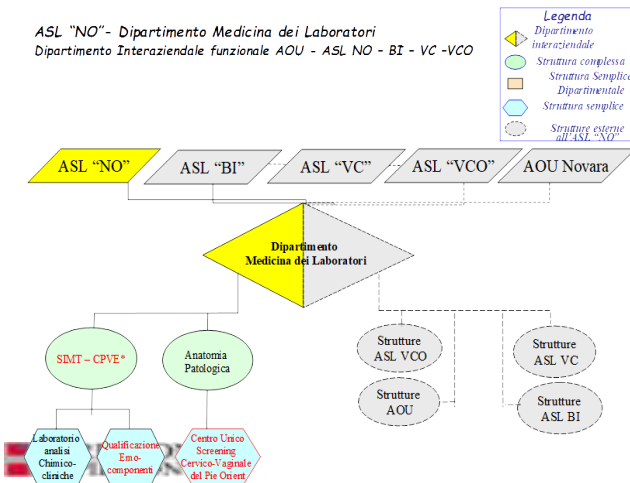 ASL “NO”- Dipartimento Medicina dei Laboratori
Dipartimento Interaziendale funzionale AOU - ASL NO - BI - VC -VCO
Legenda
Dipartimento
interaziendale
Struttura complessa
Struttura Semplice
Dipartimentale
Struttura semplice
Strutture esterne
all'ASL “NO”
ASL “NO”
ASL “BI”
ASL “VC”
ASL “VCO”
AOU Novara
Dipartimento
Medicina dei Laboratori
SIMT – CPVE*
Anatomia
Patologica
Strutture
ASL VCO
Strutture
ASL VC
Strutture
AOU
Strutture
ASL BI
Laboratorio
analisi
Chimico-
cliniche
Qualificazione
Emo-
componenti
Centro Unico
Screening
Cervico-Vaginale
del Pie Orient